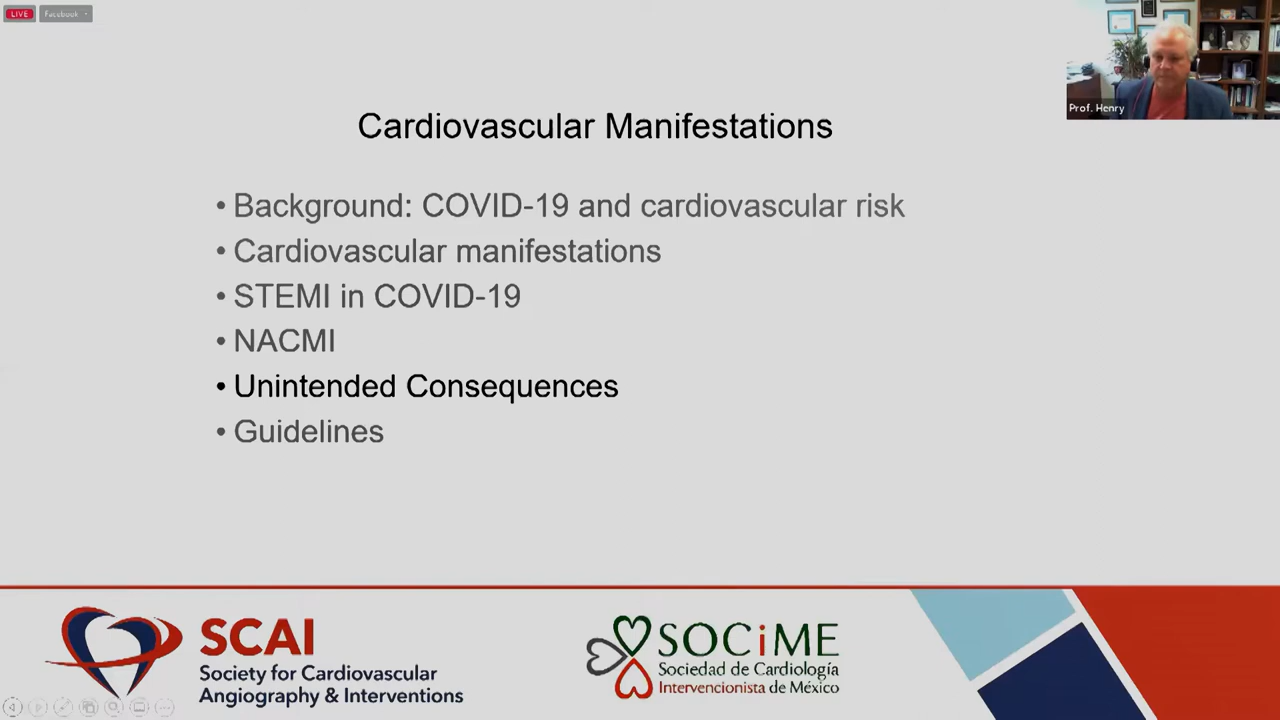 LIVE
Facebook
Prof. Henry
Cardiovascular Manifestations
• Background: COVID-19 and cardiovascular risk
• Cardiovascular manifestations
• STEMI in COVID-19
• NACMI
• Unintended Consequences
• Guidelines
SCAI
Society for Cardiovascular
Angiography & Interventions
SOCiME
Sociedad de Cardiología
Intervencionista de México